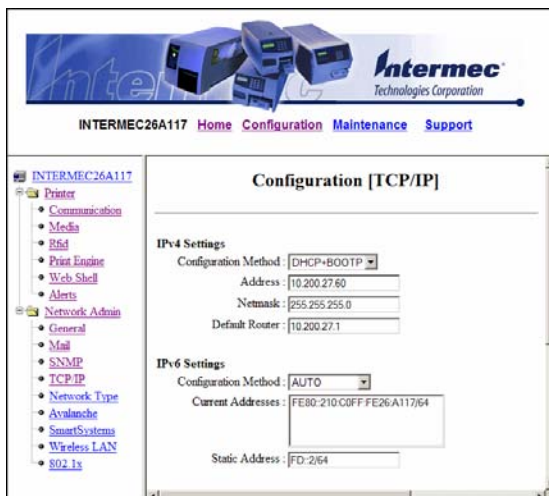 Intermec
Intermec
Technologies Corporation
INTERMEC26A117 Home Configuration Maintenance Support
INTERMEC26A117
Printer
Communication
Media
Rfid
Print Engine
Web Shell
Alerts
Network Admin
General
Mail
SNMP
TCP/IP
Network Type
Avalanche
SmartSystems
Wireless LAN
802.1x
Configuration [TCP/IP]
IPv4 Settings
Configuration Method : DHCP+BOOTP
Address : 10.200.27.60
Netmask : 255.255.255.0
Default Router : 10.200.27.1
IPv6 Settings
Configuration Method : AUTO
Current Addresses : FE80::210:C0FF:FE26:A117/64
Static Address : FD::2/64